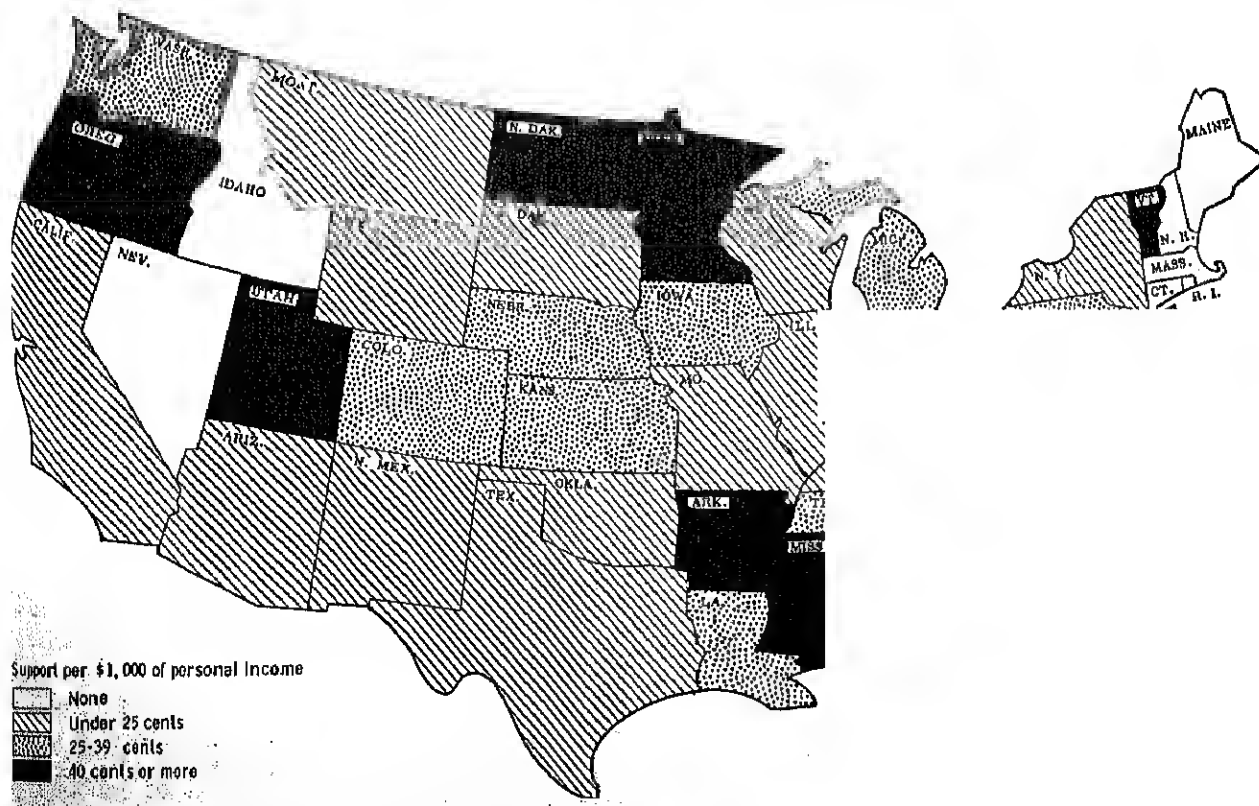 WASH.
MONT.
OREG.
N. DAK.
MAINE
IDAHO
VT.
DAK.
CALIF.
NEV.
N. H.
N. Y.
MASS.
CT.
R. I.
UTAH
NEBR.
IOWA
ILL.
COLO.
KANS.
MO.
ARIZ.
N. MEX.
TEX.
OKLA.
ARK.
MISS
LA.
Support per $1,000 of personal income
None
Under 25 cents
25-39 cents
40 cents or more